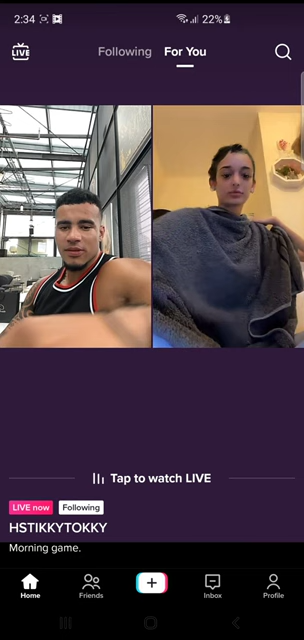 2:34 22%
LIVE Following For You
Tap to watch LIVE
LIVE now Following
HSTIKKYTOKKY
Morning game.
Home Friends Inbox Profile